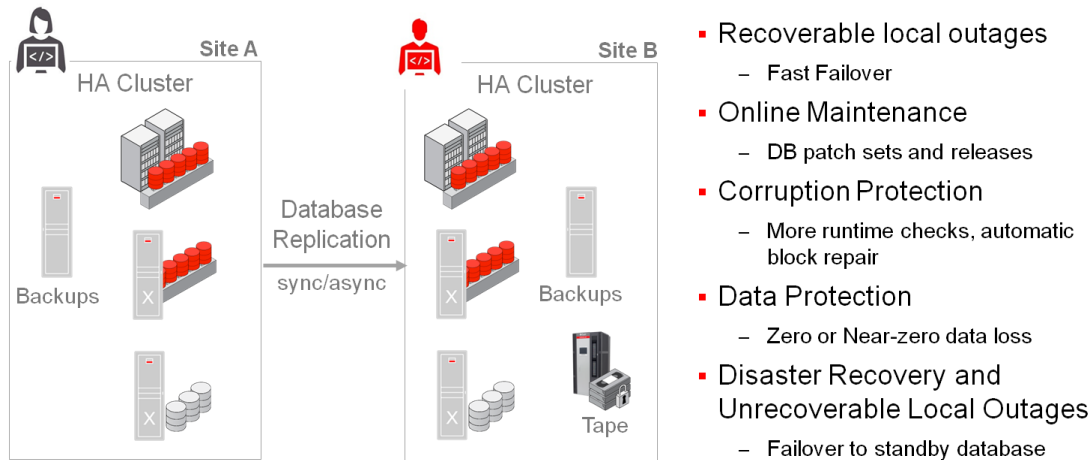 </>
Site A
HA Cluster
Backups
X
X
Database
Replication
sync/async
</>
Site B
HA Cluster
Backups
X
X
Tape
▪ Recoverable local outages
– Fast Failover
▪ Online Maintenance
– DB patch sets and releases
▪ Corruption Protection
– More runtime checks, automatic
block repair
▪ Data Protection
– Zero or Near-zero data loss
▪ Disaster Recovery and
Unrecoverable Local Outages
– Failover to standby database